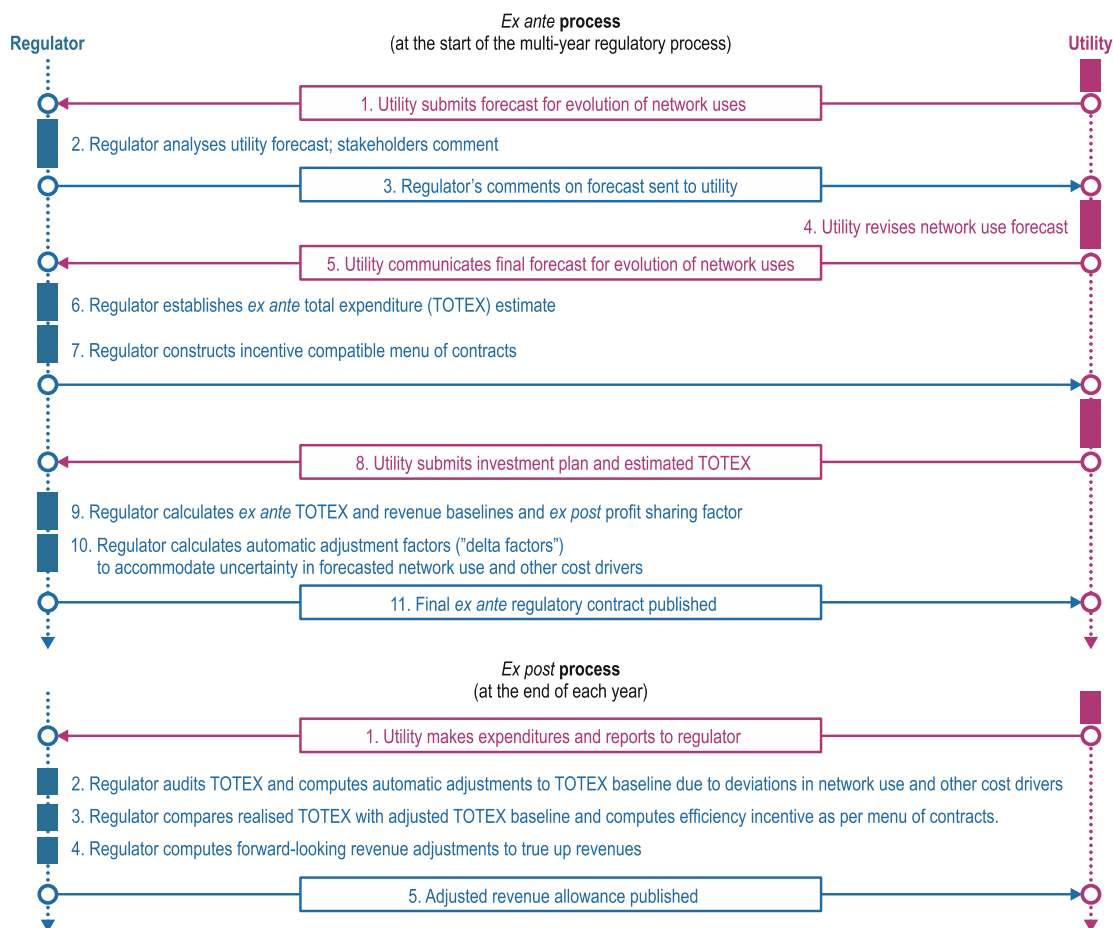 Ex ante process
(at the start of the multi-year regulatory process)
Regulator
Utility
1. Utility submits forecast for evolution of network uses
2. Regulator analyses utility forecast; stakeholders comment
3. Regulator’s comments on forecast sent to utility
4. Utility revises network use forecast
5. Utility communicates final forecast for evolution of network uses
6. Regulator establishes ex ante total expenditure (TOTEX) estimate
7. Regulator constructs incentive compatible menu of contracts
8. Utility submits investment plan and estimated TOTEX
9. Regulator calculates ex ante TOTEX and revenue baselines and ex post profit sharing factor
10. Regulator calculates automatic adjustment factors (”delta factors”)
to accommodate uncertainty in forecasted network use and other cost drivers
11. Final ex ante regulatory contract published
Ex post process
(at the end of each year)
1. Utility makes expenditures and reports to regulator
2. Regulator audits TOTEX and computes automatic adjustments to TOTEX baseline due to deviations in network use and other cost drivers
3. Regulator compares realised TOTEX with adjusted TOTEX baseline and computes efficiency incentive as per menu of contracts.
4. Regulator computes forward-looking revenue adjustments to true up revenues
5. Adjusted revenue allowance published